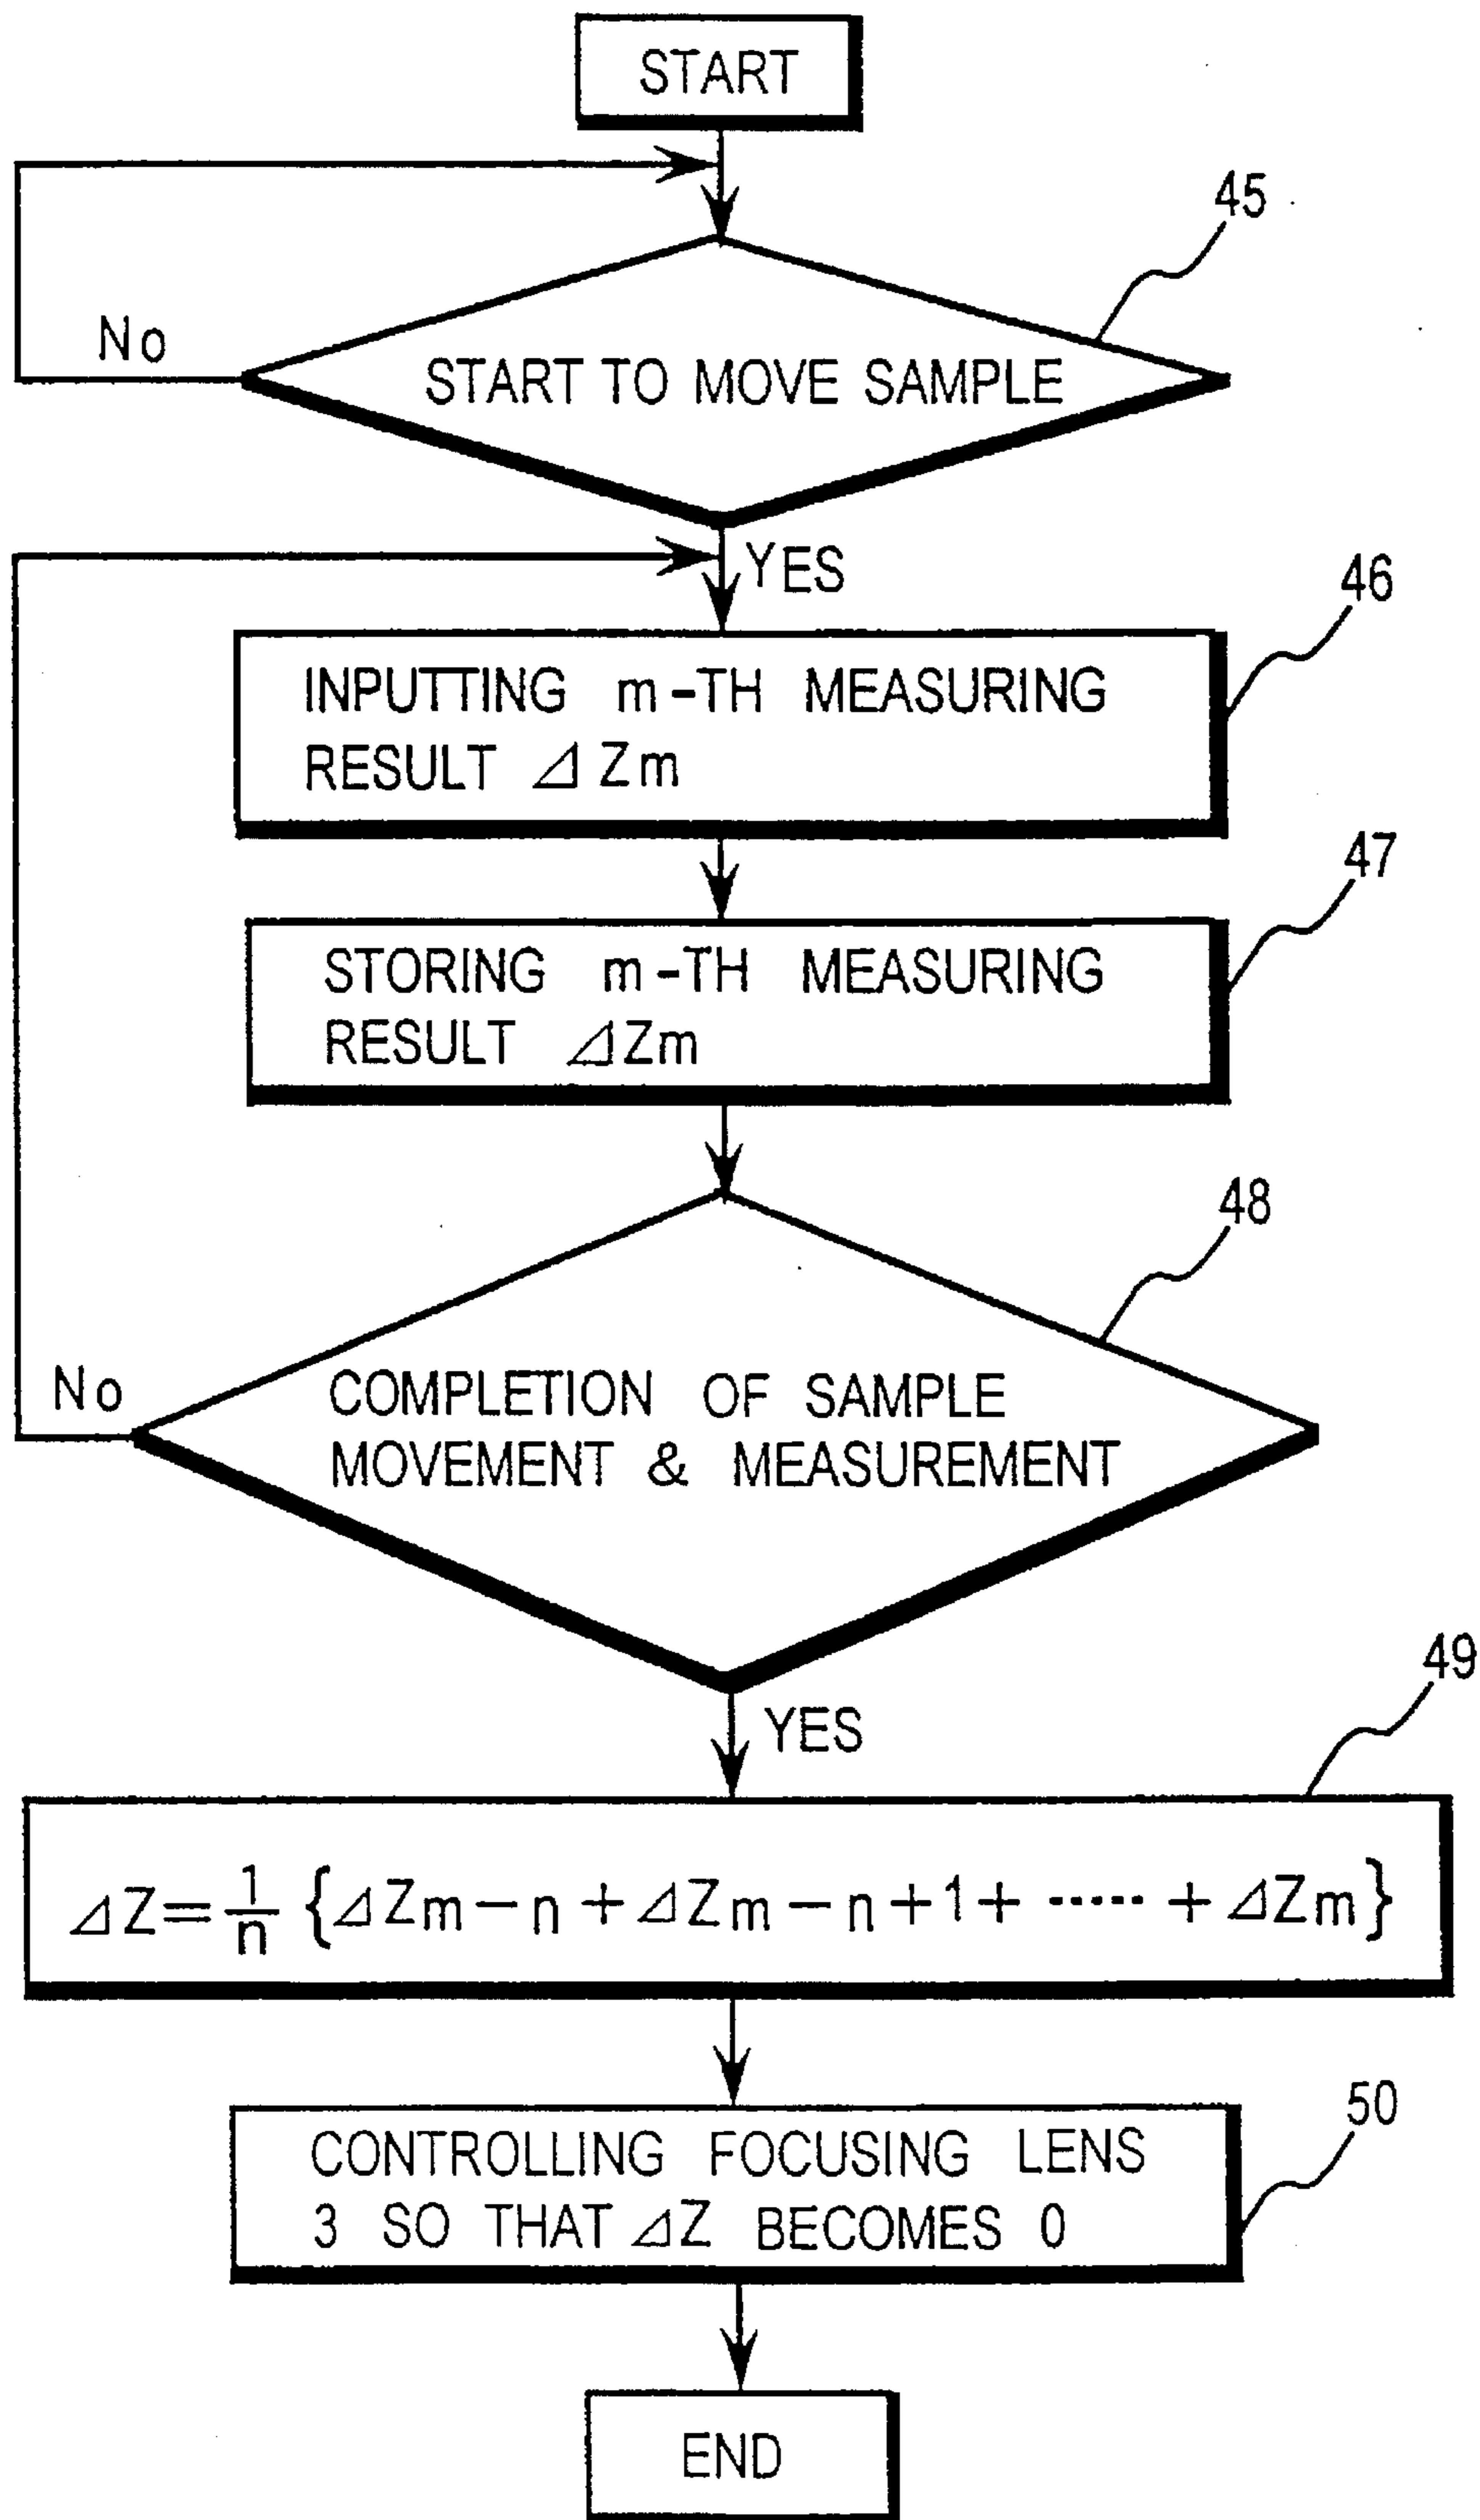 START
45
No
START TO MOVE SAMPLE
YES
46
INPUTTING m-TH MEASURING
RESULT ⊿Zm
47
STORING m-TH MEASURING
RESULT ⊿Zm
48
No
COMPLETION OF SAMPLE
MOVEMENT & MEASUREMENT
YES
49
⊿Z=1/n {⊿Zm-n+⊿Zm-n+1+ ····· +⊿Zm}
50
CONTROLLING FOCUSING LENS
3 SO THAT ⊿Z BECOMES 0
END